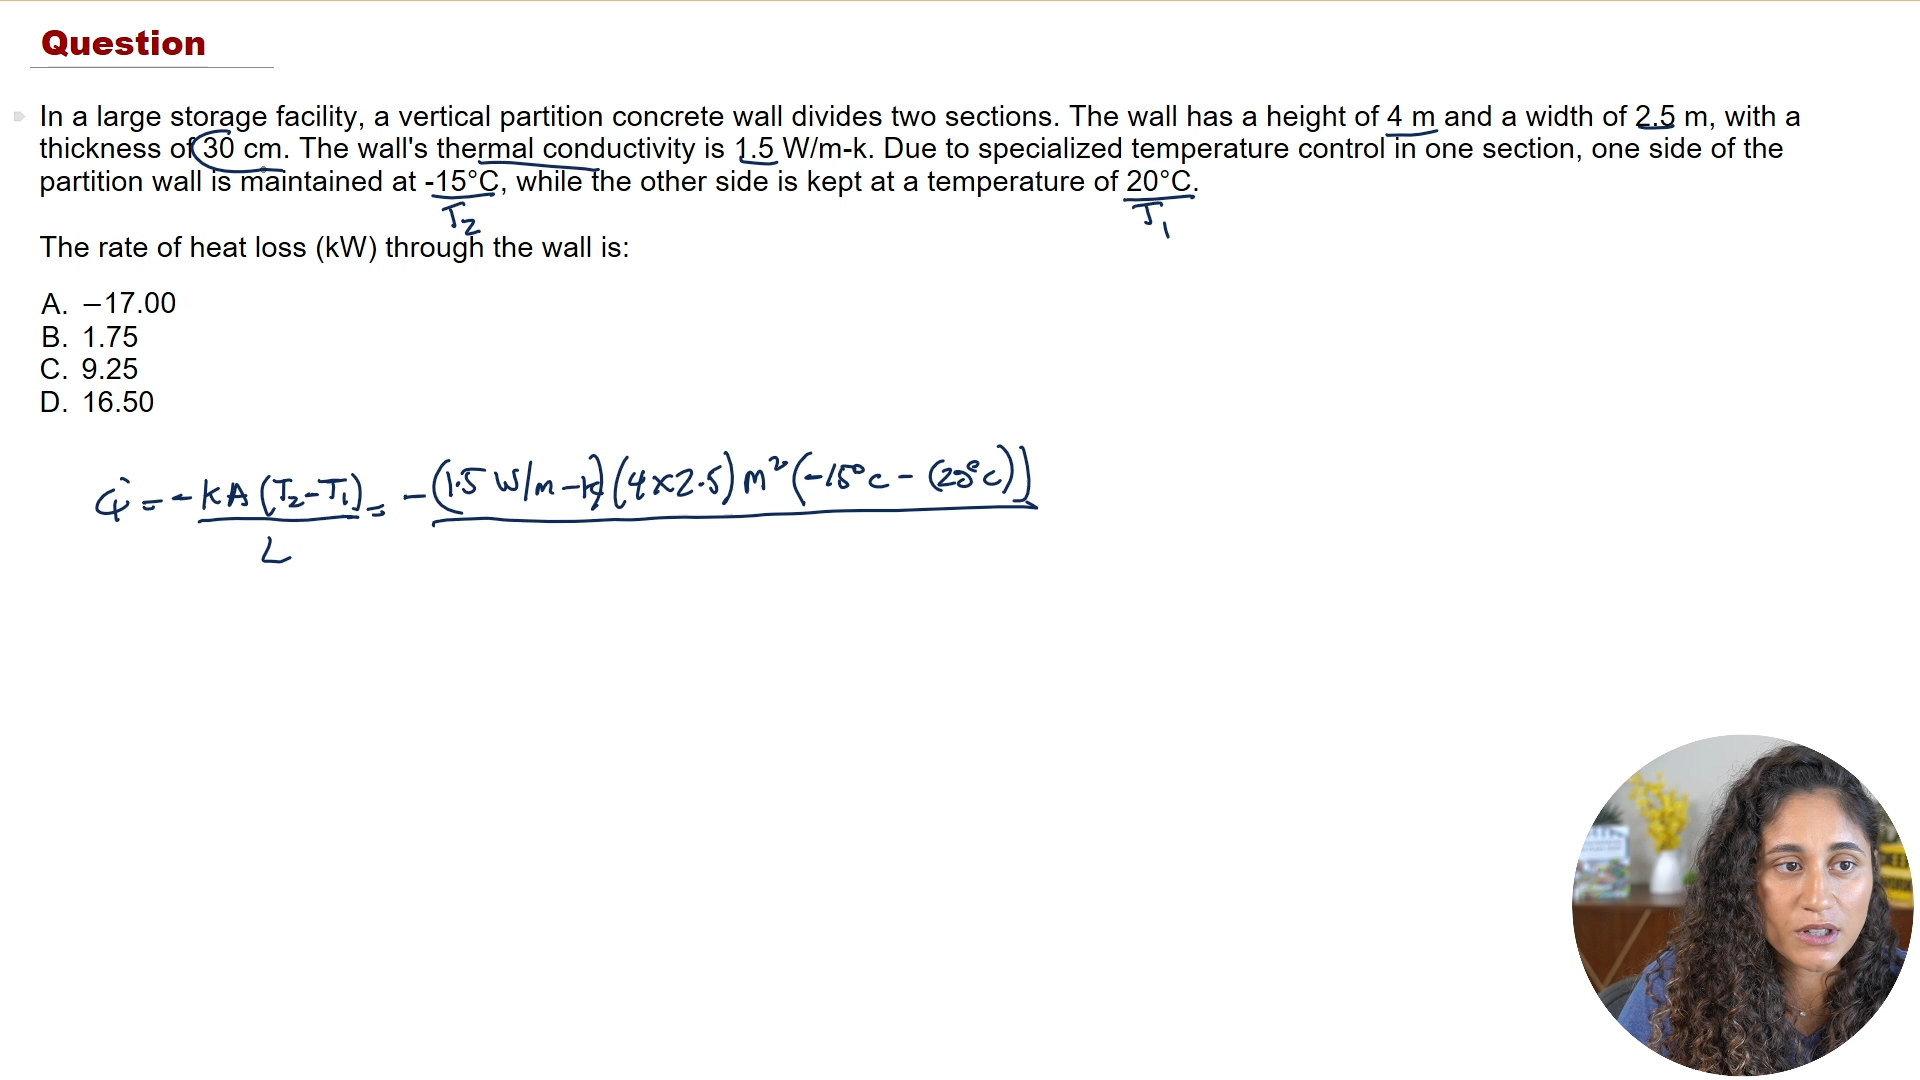 Question
In a large storage facility, a vertical partition concrete wall divides two sections. The wall has a height of 4 m and a width of 2.5 m, with a
thickness of 30 cm. The wall's thermal conductivity is 1.5 W/m-k. Due to specialized temperature control in one section, one side of the
partition wall is maintained at -15°C, while the other side is kept at a temperature of 20°C.
T2
T1
The rate of heat loss (kW) through the wall is:
A. –17.00
B. 1.75
C. 9.25
D. 16.50
Q̇ = -KA(T2-T1) = -(1.5 W/m-k)(4x2.5)m²(-15°c - (20°c))
L